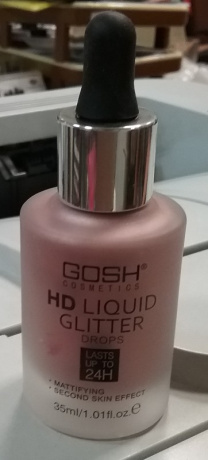 GOSH®
COSMETICS
HD LIQUID
GLITTER
DROPS
LASTS
UP TO
24H
• MATTIFYING
• SECOND SKIN EFFECT
35ml/1.01fl.oz.℮